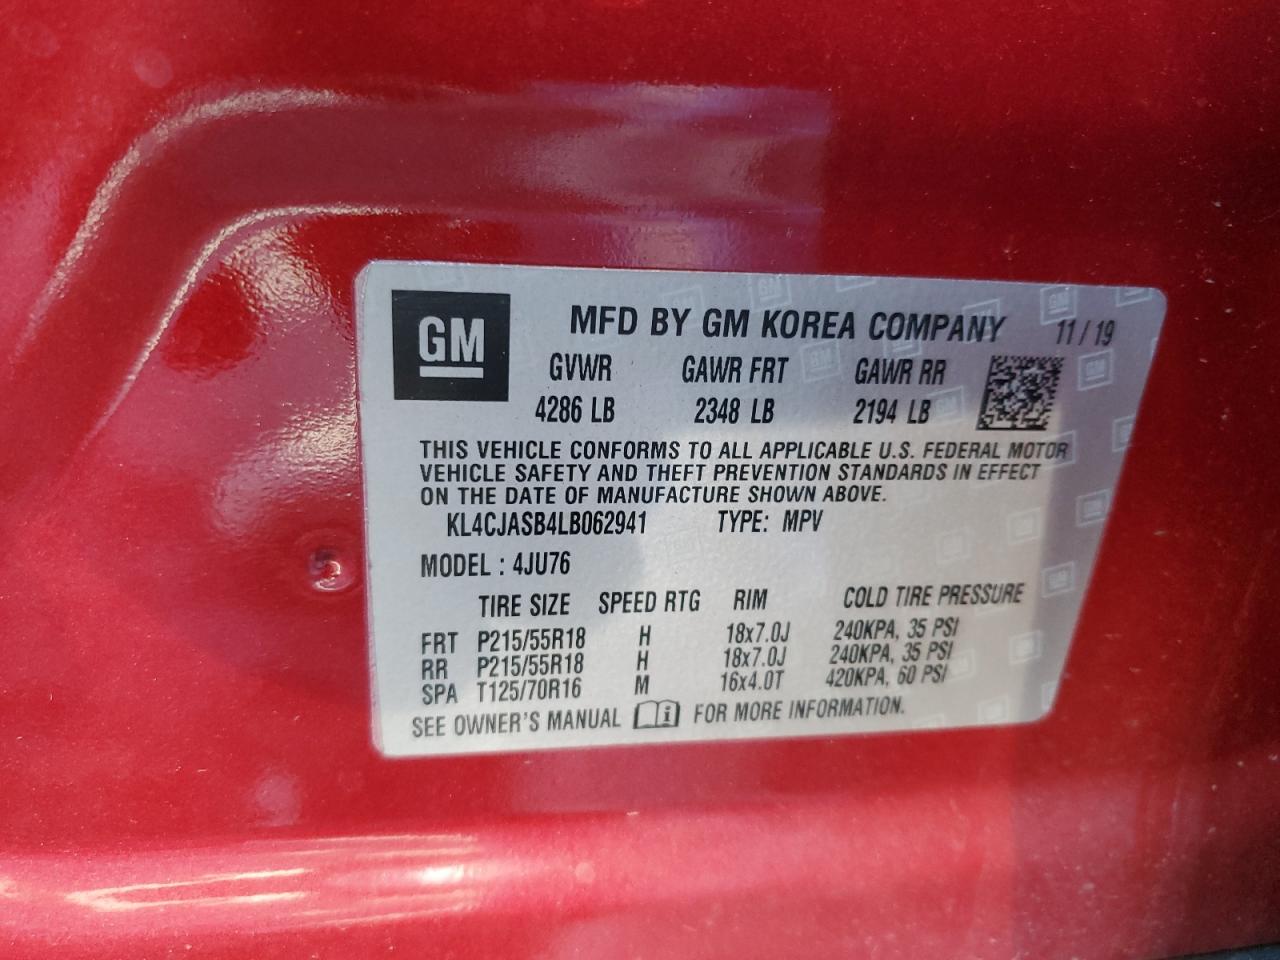 GM
MFD BY GM KOREA COMPANY 11/19
GVWR GAWR FRT GAWR RR
4286 LB 2348 LB 2194 LB
THIS VEHICLE CONFORMS TO ALL APPLICABLE U.S. FEDERAL MOTOR
VEHICLE SAFETY AND THEFT PREVENTION STANDARDS IN EFFECT
ON THE DATE OF MANUFACTURE SHOWN ABOVE.
KL4CJASB4LB062941 TYPE: MPV
MODEL : 4JU76
TIRE SIZE SPEED RTG RIM COLD TIRE PRESSURE
FRT P215/55R18 H 18x7.0J 240KPA, 35 PSI
RR P215/55R18 H 18x7.0J 240KPA, 35 PSI
SPA T125/70R16 M 16x4.0T 420KPA, 60 PSI
SEE OWNER'S MANUAL i FOR MORE INFORMATION.